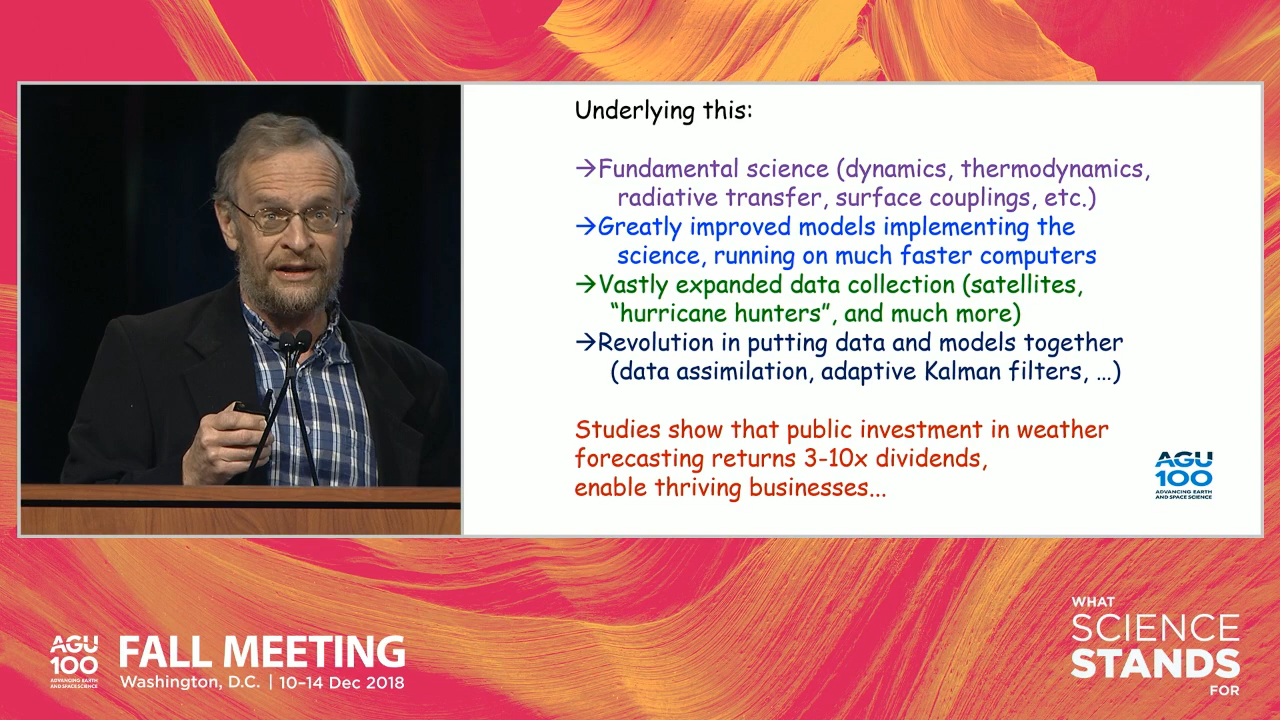 Underlying this:
→Fundamental science (dynamics, thermodynamics,
radiative transfer, surface couplings, etc.)
→Greatly improved models implementing the
science, running on much faster computers
→Vastly expanded data collection (satellites,
“hurricane hunters”, and much more)
→Revolution in putting data and models together
(data assimilation, adaptive Kalman filters, …)
Studies show that public investment in weather
forecasting returns 3-10x dividends,
enable thriving businesses...
AGU
100
ADVANCING EARTH
AND SPACE SCIENCE
AGU
100
ADVANCING EARTH
AND SPACE SCIENCE
FALL MEETING
Washington, D.C. | 10–14 Dec 2018
WHAT
SCIENCE
STANDS
FOR